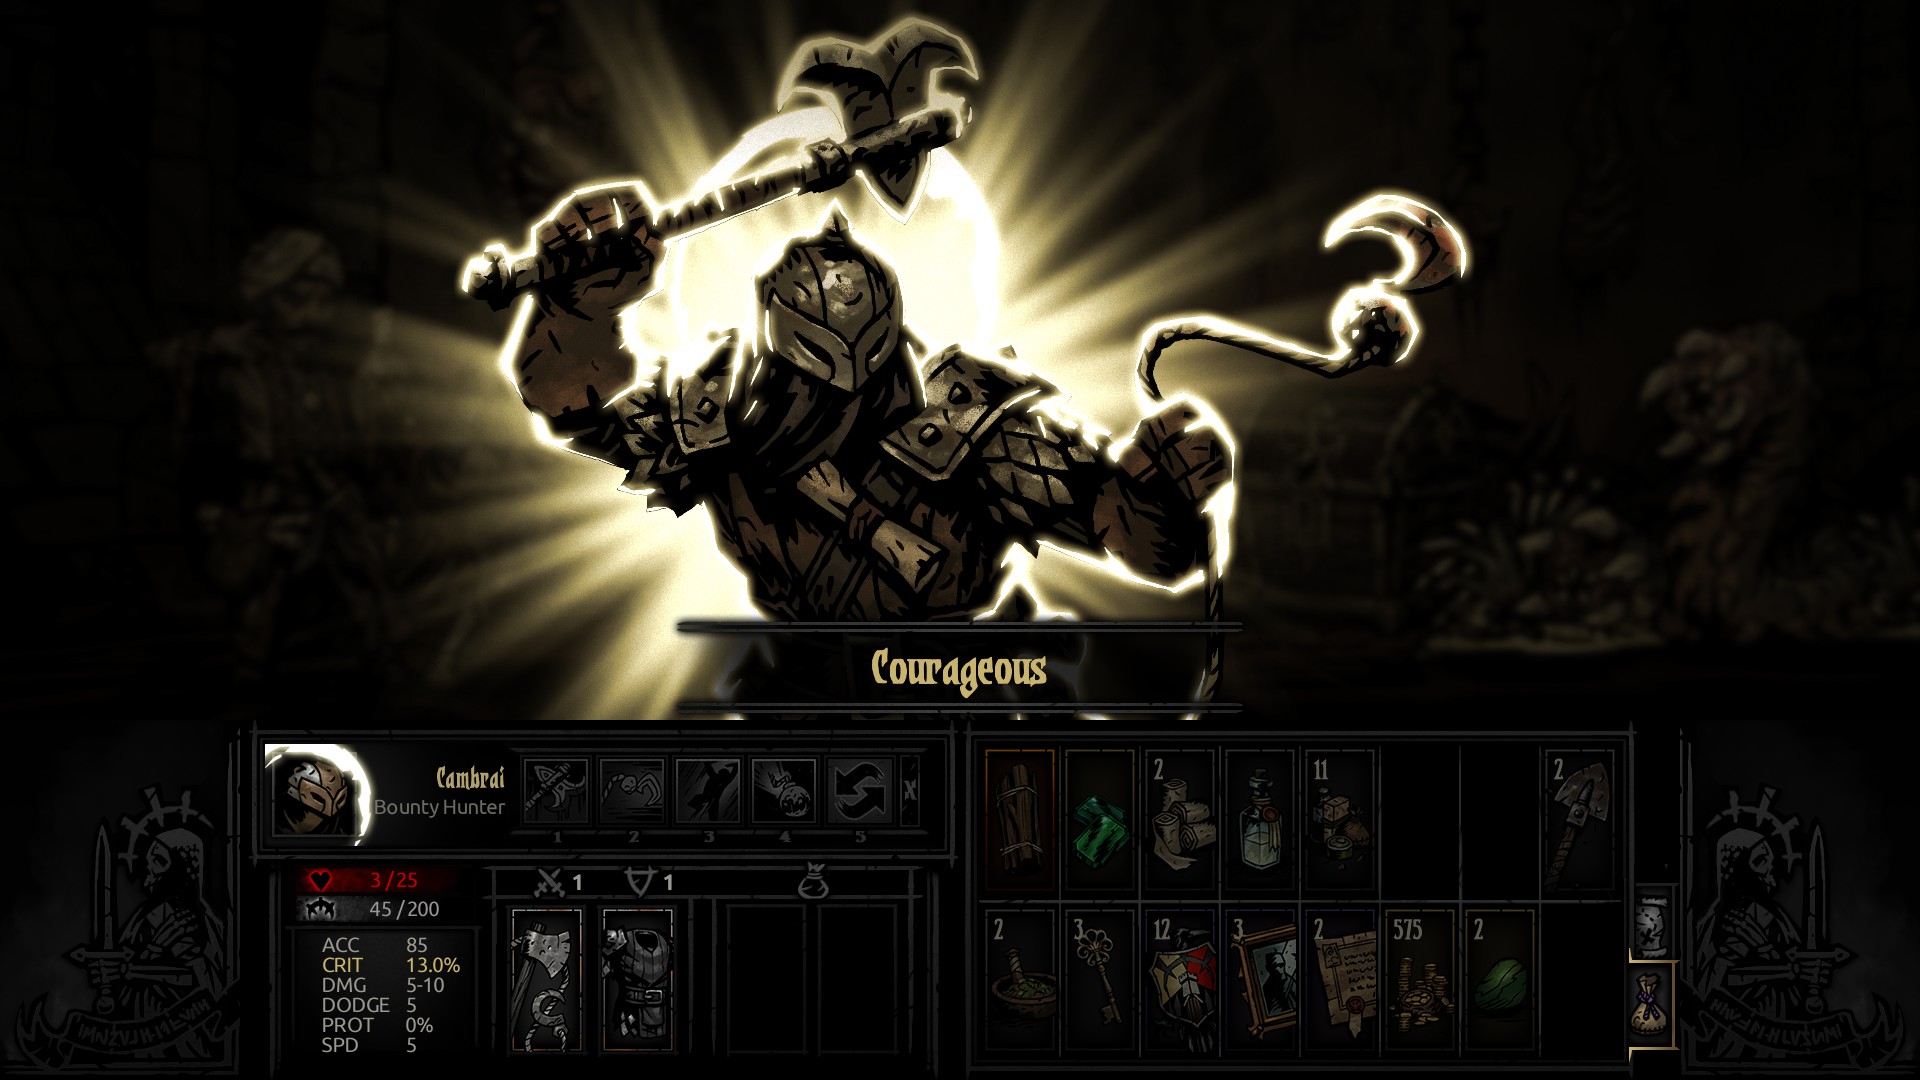 Courageous
Cambrai
Bounty Hunter
1 2 3 4 5
X
3/25
45/200
1 1
ACC 85
CRIT 13.0%
DMG 5-10
DODGE 5
PROT 0%
SPD 5
2 11 2
2 3 12 3 2 575 2